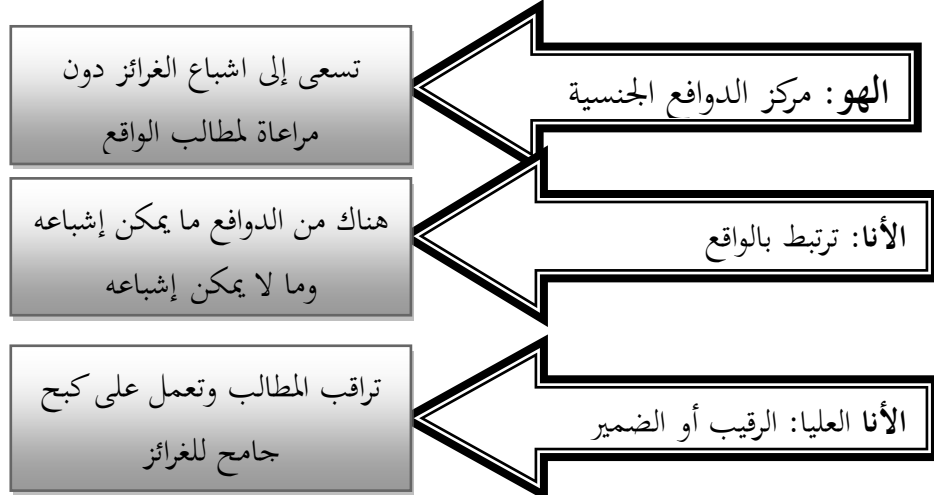 الهو: مركز الدوافع الجنسية
تسعى إلى اشباع الغرائز دون
مراعاة لمطالب الواقع
الأنا: ترتبط بالواقع
هناك من الدوافع ما يمكن إشباعه
وما لا يمكن إشباعه
الأنا العليا: الرقيب أو الضمير
تراقب المطالب وتعمل على كبح
جامح للغرائز